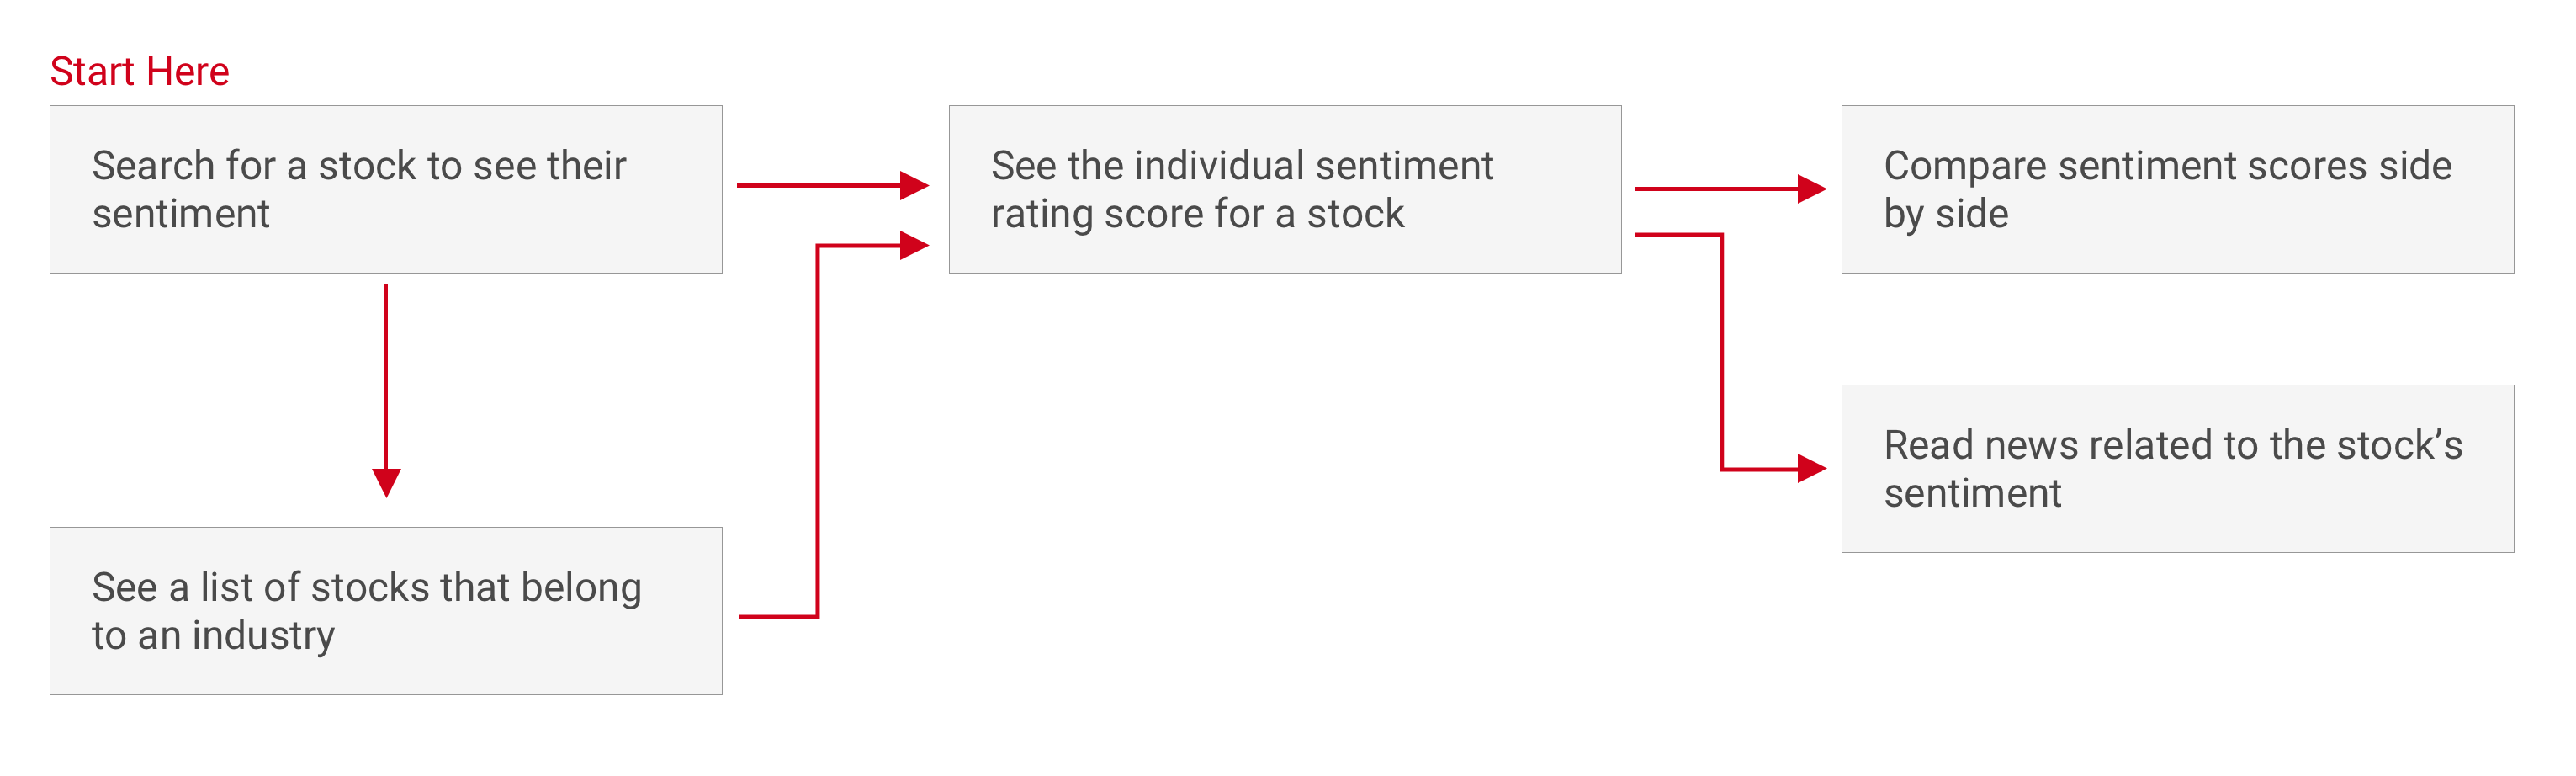 Start Here
Search for a stock to see their
sentiment
See the individual sentiment
rating score for a stock
Compare sentiment scores side
by side
Read news related to the stock’s
sentiment
See a list of stocks that belong
to an industry